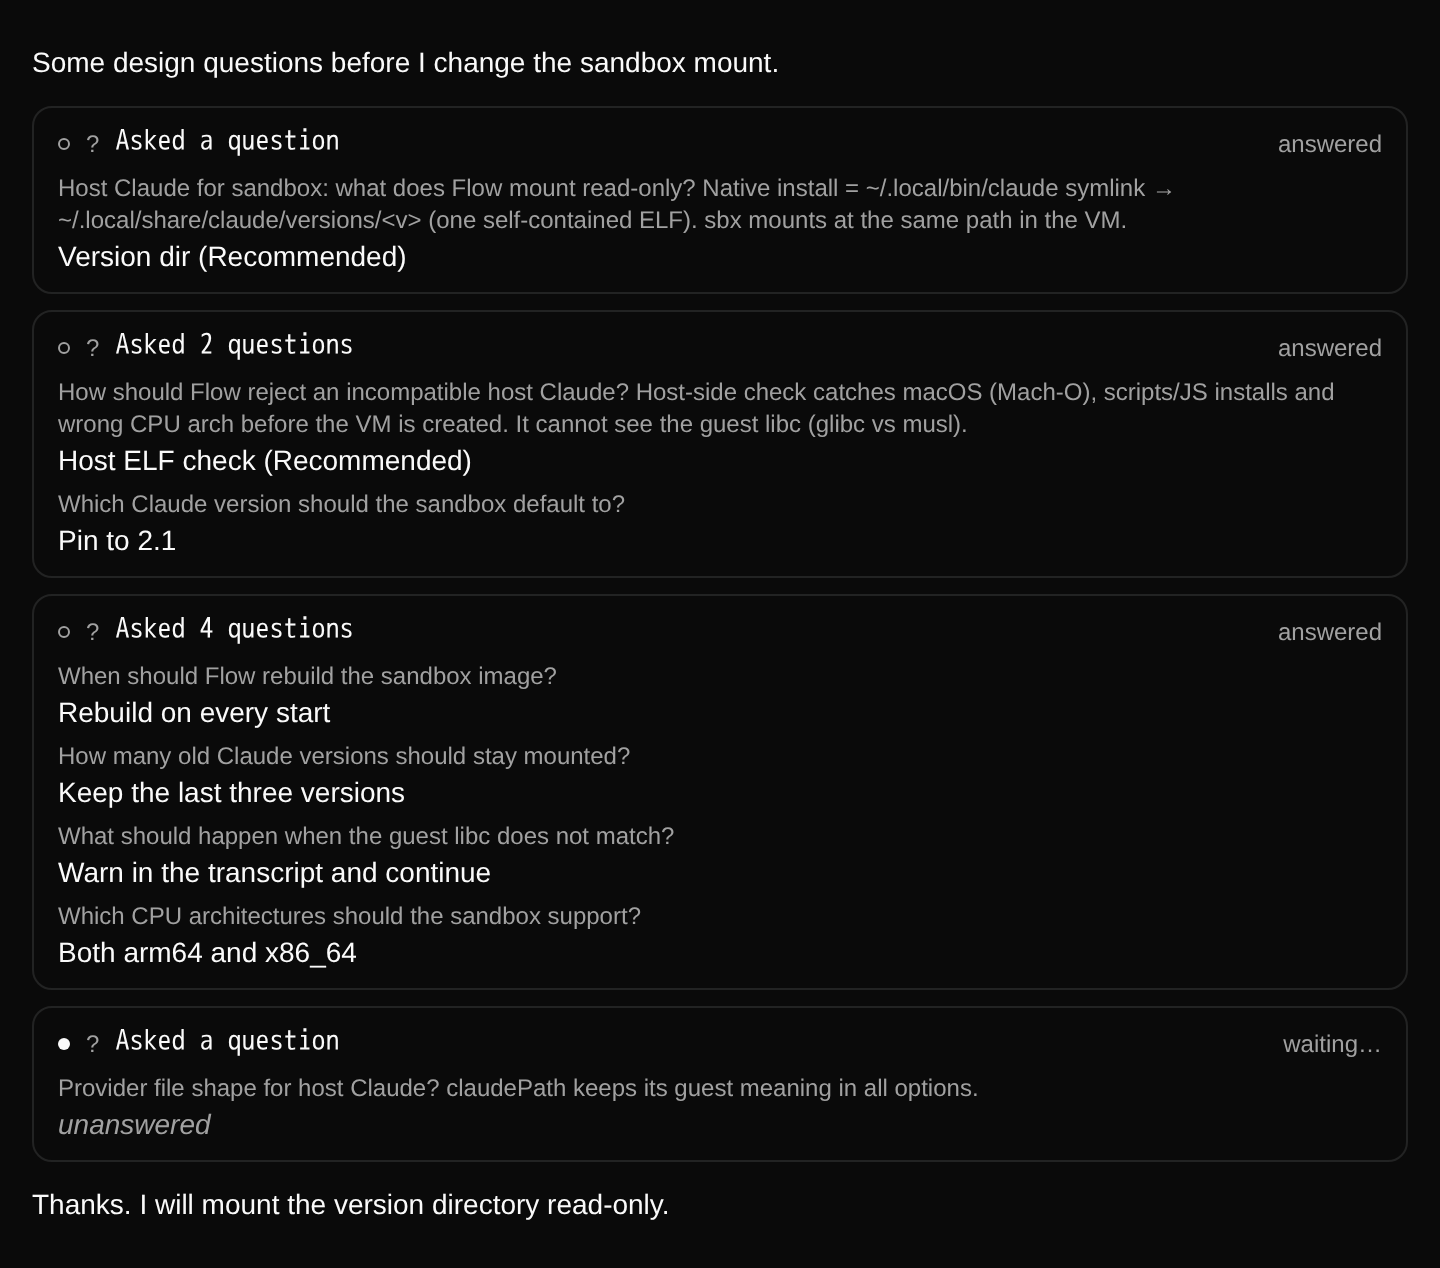 Some design questions before I change the sandbox mount.
? Asked a question
answered
Host Claude for sandbox: what does Flow mount read-only? Native install = ~/.local/bin/claude symlink →
~/.local/share/claude/versions/<v> (one self-contained ELF). sbx mounts at the same path in the VM.
Version dir (Recommended)
? Asked 2 questions
answered
How should Flow reject an incompatible host Claude? Host-side check catches macOS (Mach-O), scripts/JS installs and
wrong CPU arch before the VM is created. It cannot see the guest libc (glibc vs musl).
Host ELF check (Recommended)
Which Claude version should the sandbox default to?
Pin to 2.1
? Asked 4 questions
answered
When should Flow rebuild the sandbox image?
Rebuild on every start
How many old Claude versions should stay mounted?
Keep the last three versions
What should happen when the guest libc does not match?
Warn in the transcript and continue
Which CPU architectures should the sandbox support?
Both arm64 and x86_64
? Asked a question
waiting…
Provider file shape for host Claude? claudePath keeps its guest meaning in all options.
unanswered
Thanks. I will mount the version directory read-only.